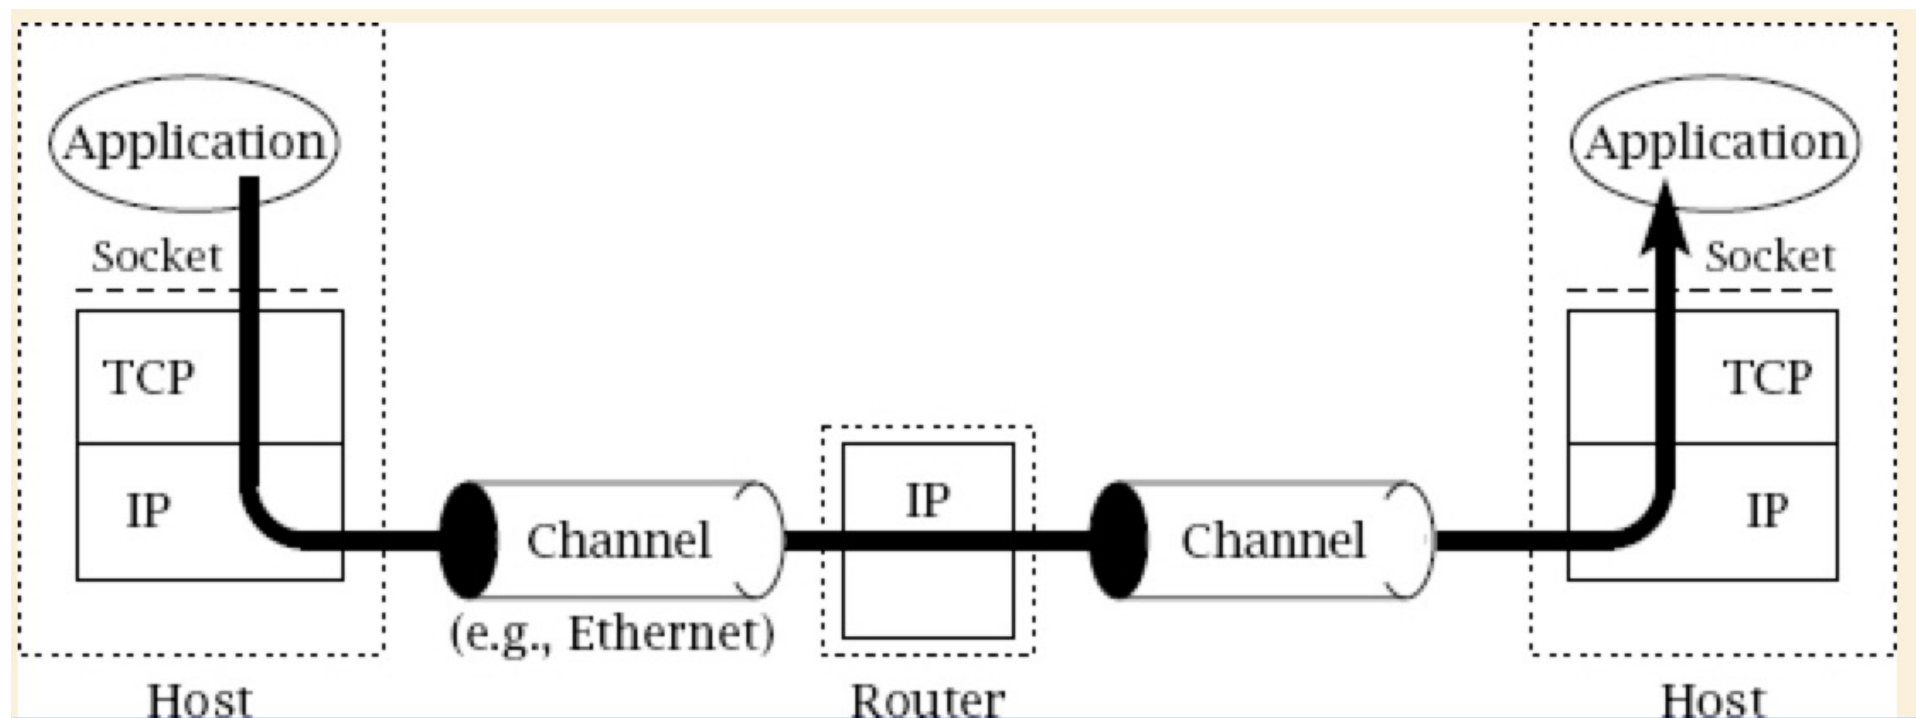 Application
Application
Socket
Socket
TCP
TCP
IP
IP
IP
Channel
Channel
(e.g., Ethernet)
Host
Router
Host